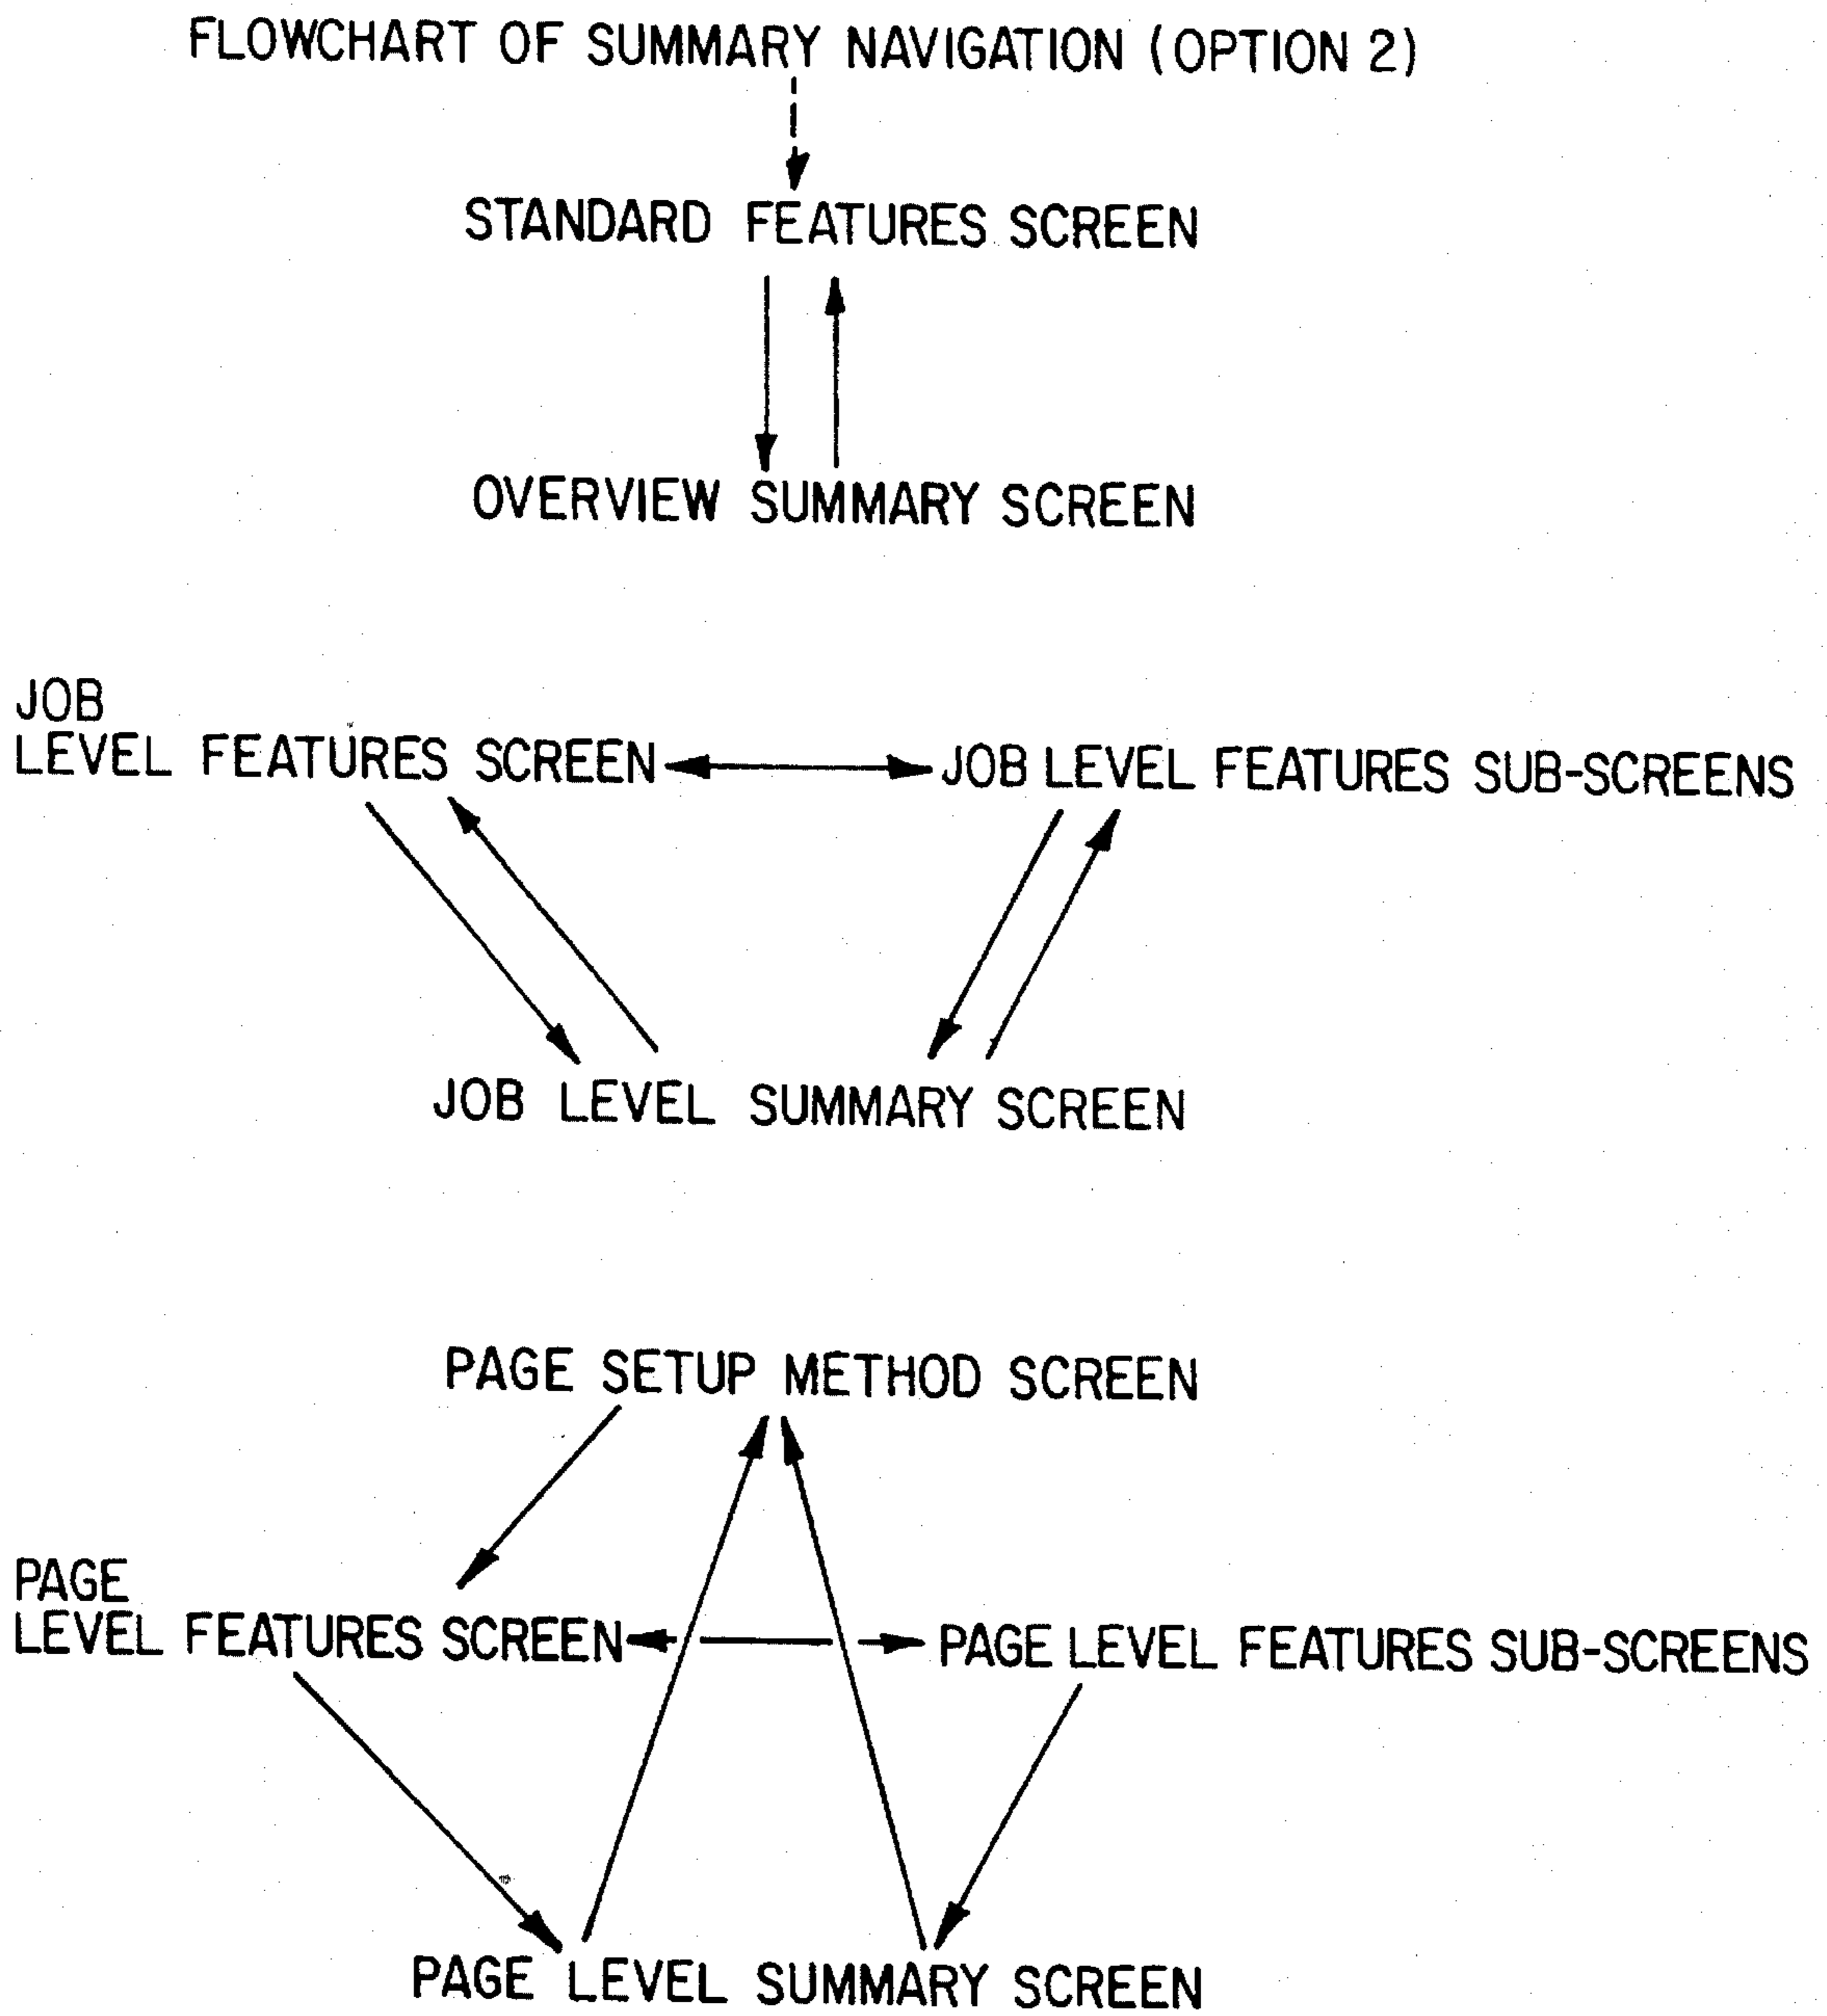 FLOWCHART OF SUMMARY NAVIGATION (OPTION 2)
STANDARD FEATURES SCREEN
OVERVIEW SUMMARY SCREEN
JOB
LEVEL FEATURES SCREEN
JOB LEVEL FEATURES SUB-SCREENS
JOB LEVEL SUMMARY SCREEN
PAGE SETUP METHOD SCREEN
PAGE
LEVEL FEATURES SCREEN
PAGE LEVEL FEATURES SUB-SCREENS
PAGE LEVEL SUMMARY SCREEN